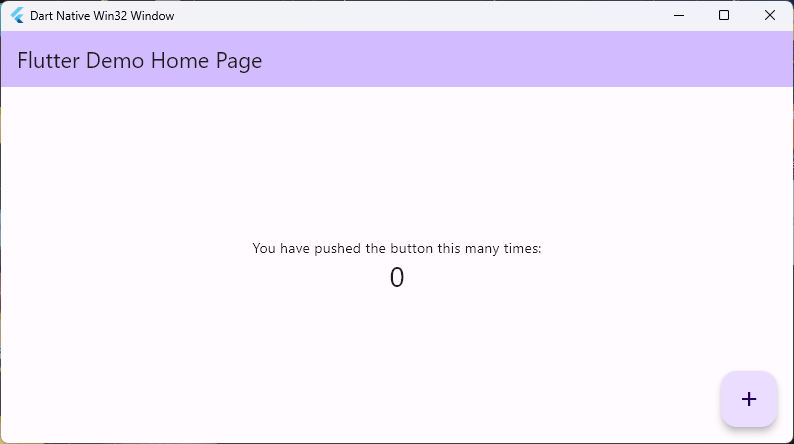 Dart Native Win32 Window
Flutter Demo Home Page
You have pushed the button this many times:
0
+